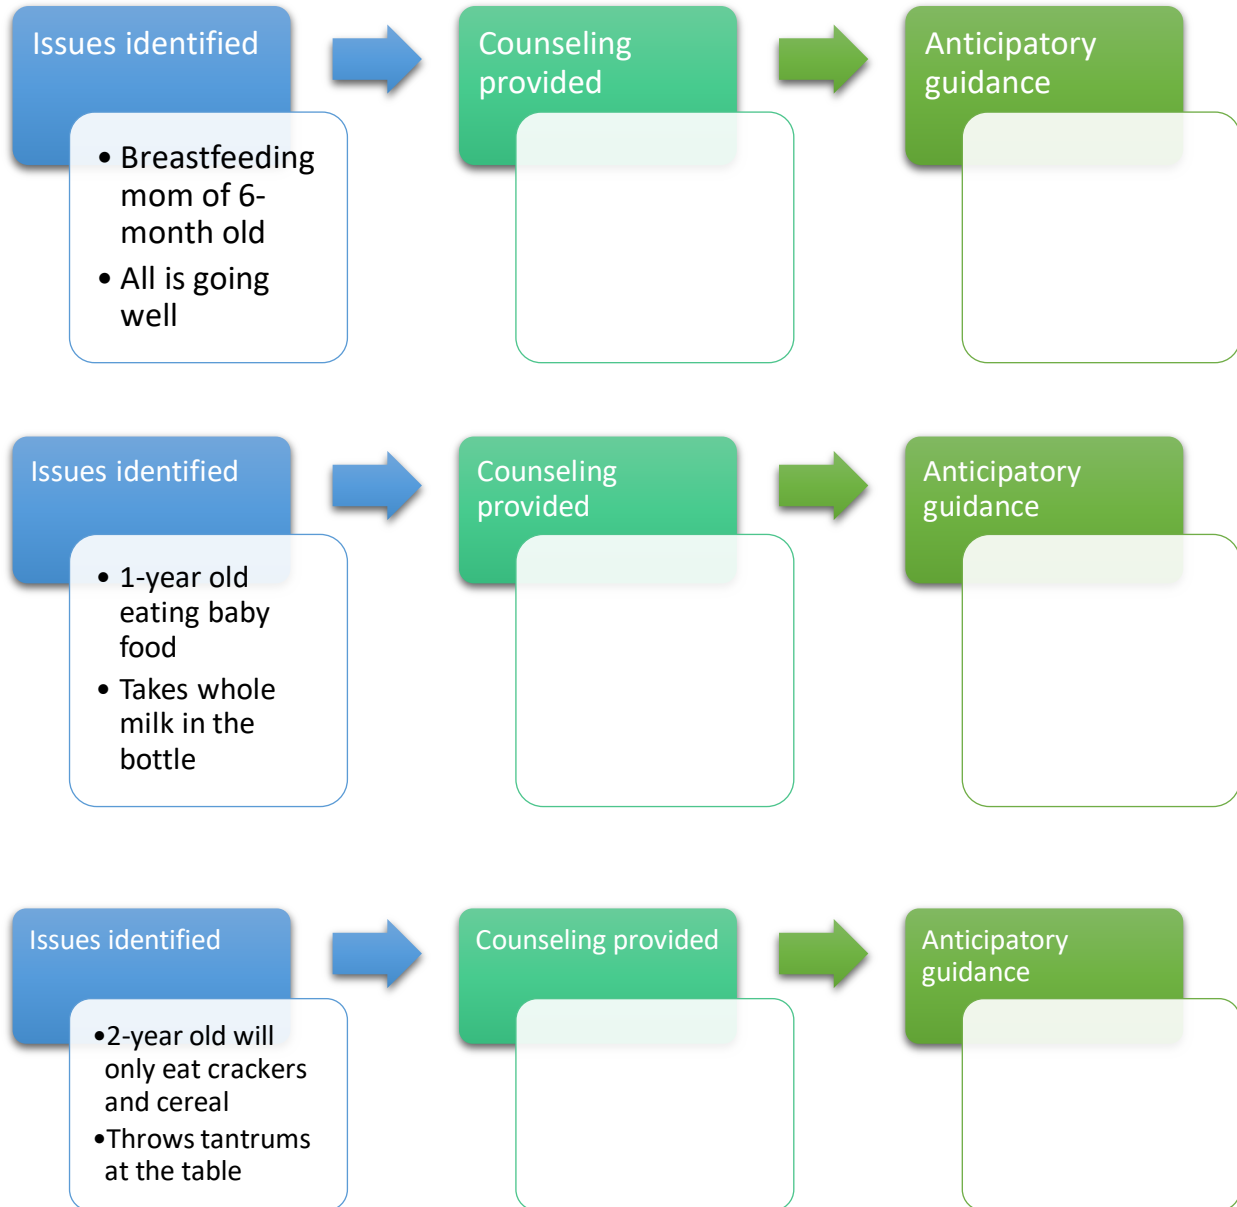 Issues identified
Counseling
provided
Anticipatory
guidance
• Breastfeeding
mom of 6-
month old
• All is going
well
Issues identified
Counseling
provided
Anticipatory
guidance
• 1-year old
eating baby
food
• Takes whole
milk in the
bottle
Issues identified
Counseling provided
Anticipatory
guidance
•2-year old will
only eat crackers
and cereal
•Throws tantrums
at the table